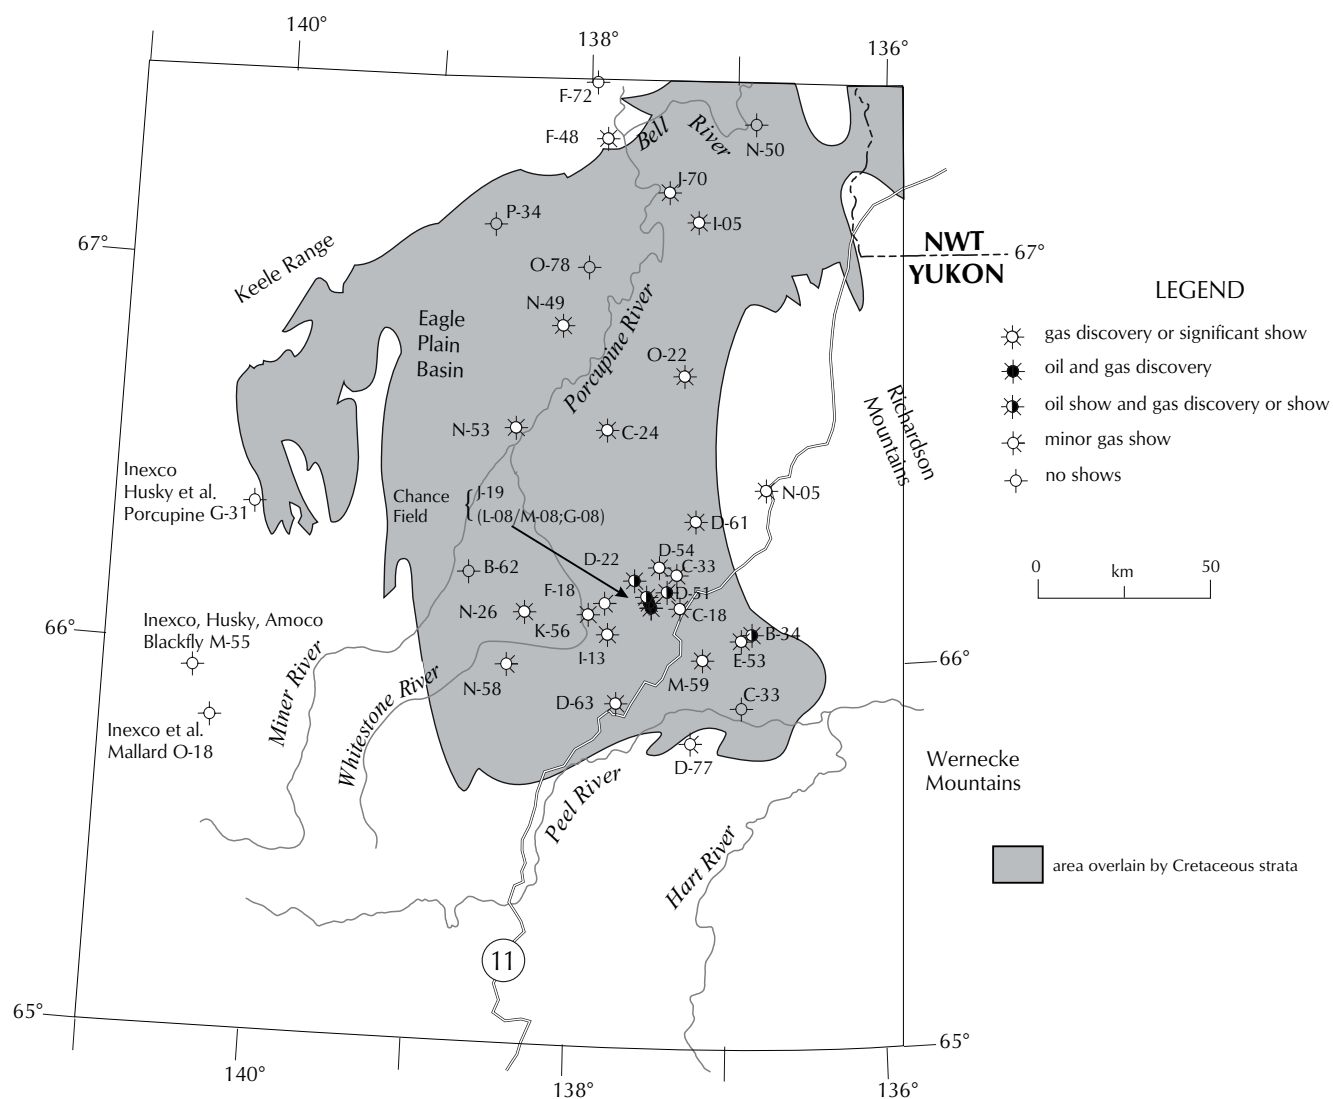 140°
138°
136°
F-72
F-48
Bell
River
N-50
J-70
P-34
I-05
67°
Keele Range
O-78
NWT
YUKON
67°
N-49
LEGEND
Eagle
Plain
Basin
Porcupine River
gas discovery or significant show
oil and gas discovery
oil show and gas discovery or show
minor gas show
no shows
O-22
Richardson
Mountains
N-53
C-24
Inexco
Husky et al.
Porcupine G-31
Chance
Field
{
J-19
(L-08/M-08;G-08)
N-05
D-61
D-22
D-54
C-33
0
km
50
B-62
F-18
D-51
N-26
C-18
Inexco, Husky, Amoco
Blackfly M-55
66°
K-56
B-34
I-13
E-53
66°
Miner River
Whitestone River
N-58
M-59
D-63
C-33
Inexco et al.
Mallard O-18
D-77
Wernecke
Mountains
Peel River
Hart River
area overlain by Cretaceous strata
11
65°
65°
140°
138°
136°